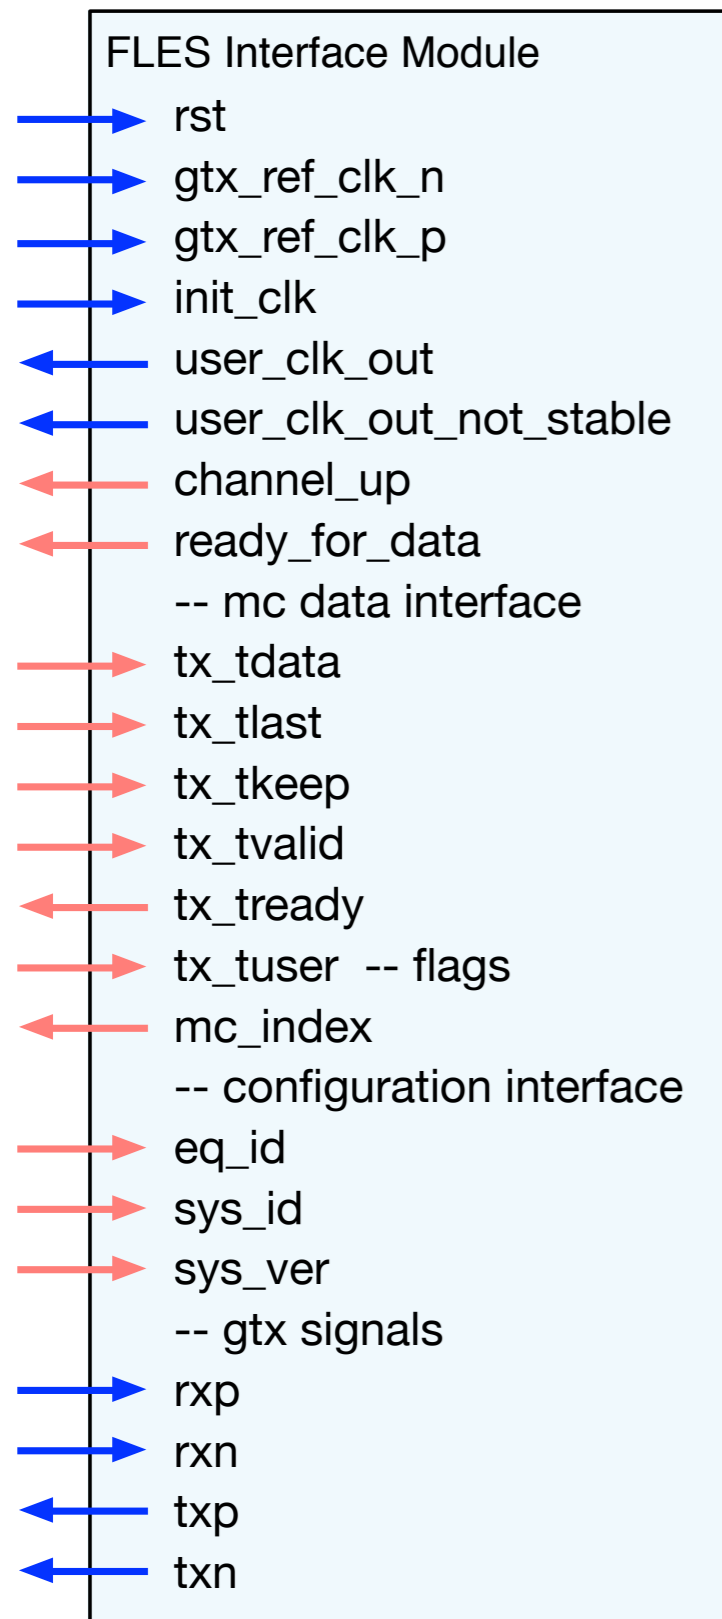 FLES Interface Module
rst
gtx_ref_clk_n
gtx_ref_clk_p
init_clk
user_clk_out
user_clk_out_not_stable
channel_up
ready_for_data
-- mc data interface
tx_tdata
tx_tlast
tx_tkeep
tx_tvalid
tx_tready
tx_tuser -- flags
mc_index
-- configuration interface
eq_id
sys_id
sys_ver
-- gtx signals
rxp
rxn
txp
txn